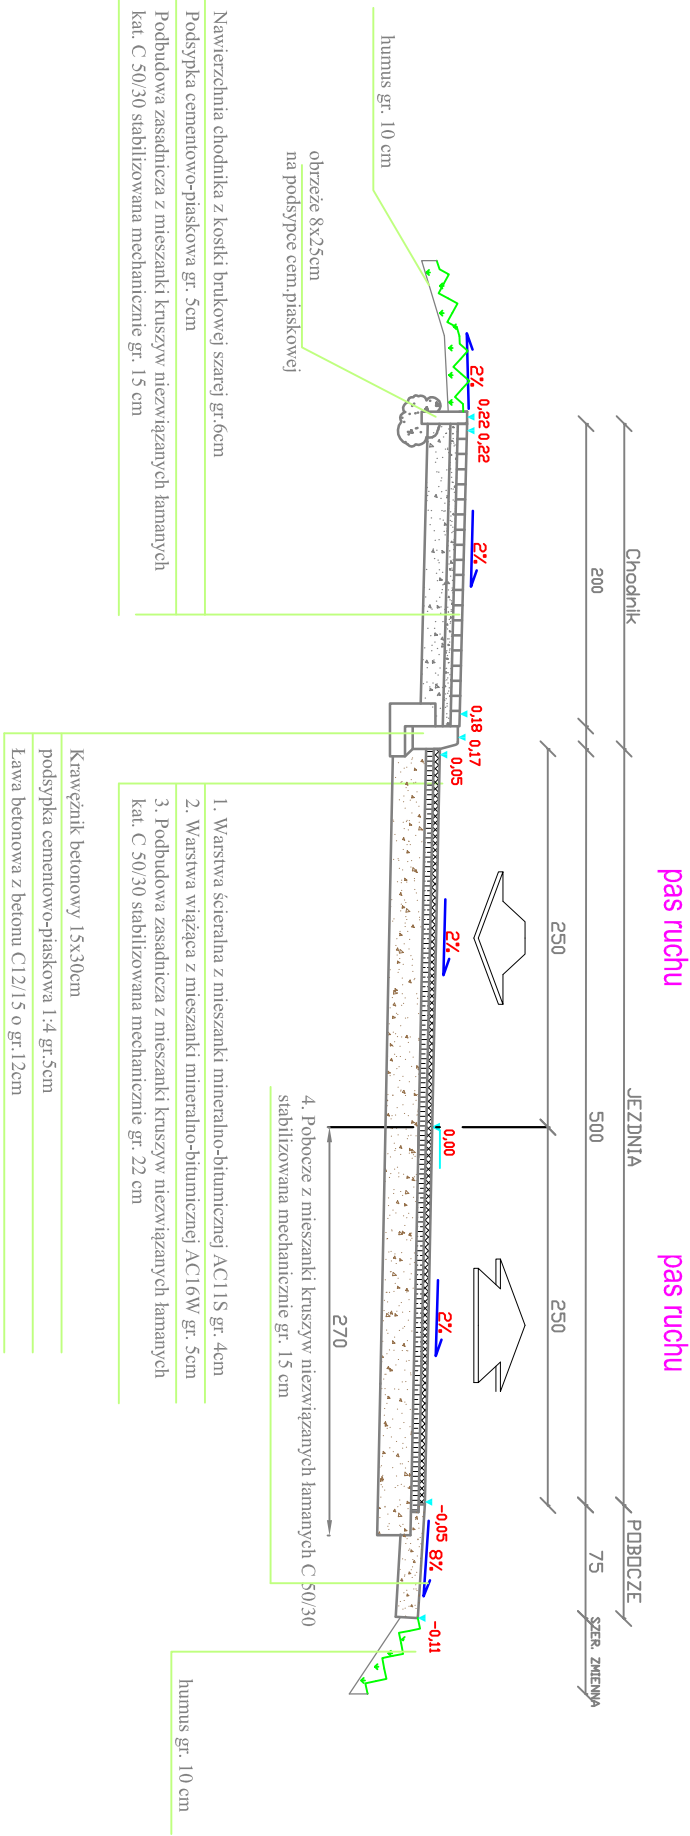 pas ruchu
pas ruchu
Chodnik
JEZDNIA
POBOCZE
200
500
75
SZER. ZMIENNA
250
250
2%
0,22
0,22
2%
0,18
0,17
0,05
2%
0,00
2%
-0,05
8%
-0,11
humus gr. 10 cm
obrzeże 8x25cm
na podsypce cem.piaskowej
270
4. Pobocze z mieszanki kruszyw niezwiązanych łamanych C 50/30
stabilizowana mechanicznie gr. 15 cm
Nawierzchnia chodnika z kostki brukowej szarej gr.6cm
Podsypka cementowo-piaskowa gr. 5cm
Podbudowa zasadnicza z mieszanki kruszyw niezwiązanych łamanych
kat. C 50/30 stabilizowana mechanicznie gr. 15 cm
1. Warstwa ścieralna z mieszanki mineralno-bitumicznej AC11S gr. 4cm
2. Warstwa wiążąca z mieszanki mineralno-bitumicznej AC16W gr. 5cm
3. Podbudowa zasadnicza z mieszanki kruszyw niezwiązanych łamanych
kat. C 50/30 stabilizowana mechanicznie gr. 22 cm
humus gr. 10 cm
Krawężnik betonowy 15x30cm
podsypka cementowo-piaskowa 1:4 gr.5cm
Ława betonowa z betonu C12/15 o gr.12cm